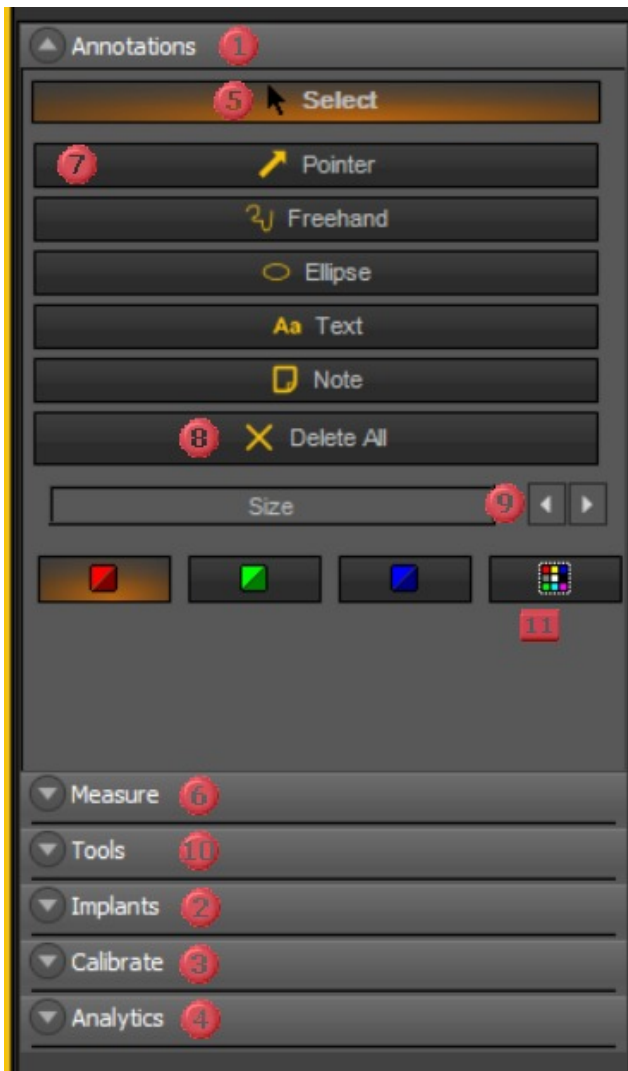 Annotations 1
5 Select
7 Pointer
Freehand
Ellipse
Aa Text
Note
8 Delete All
Size 9
11
Measure 6
Tools 10
Implants 2
Calibrate 3
Analytics 4